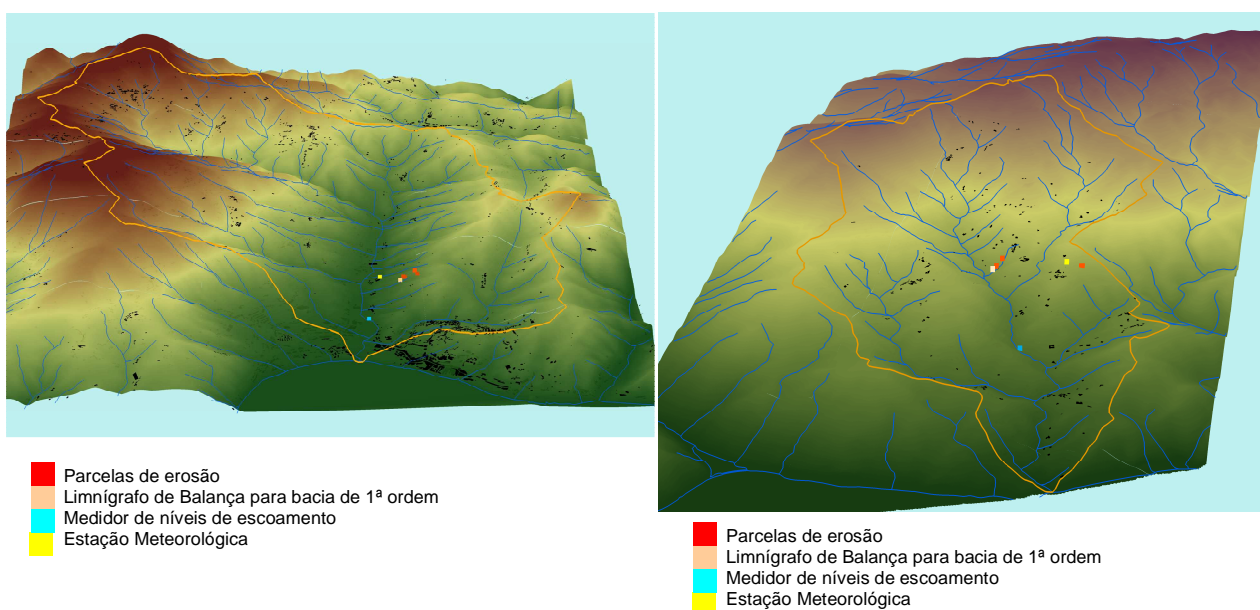 Parcelas de erosão
Limnígrafo de Balança para bacia de 1ª ordem
Medidor de níveis de escoamento
Estação Meteorológica
Parcelas de erosão
Limnígrafo de Balança para bacia de 1ª ordem
Medidor de níveis de escoamento
Estação Meteorológica